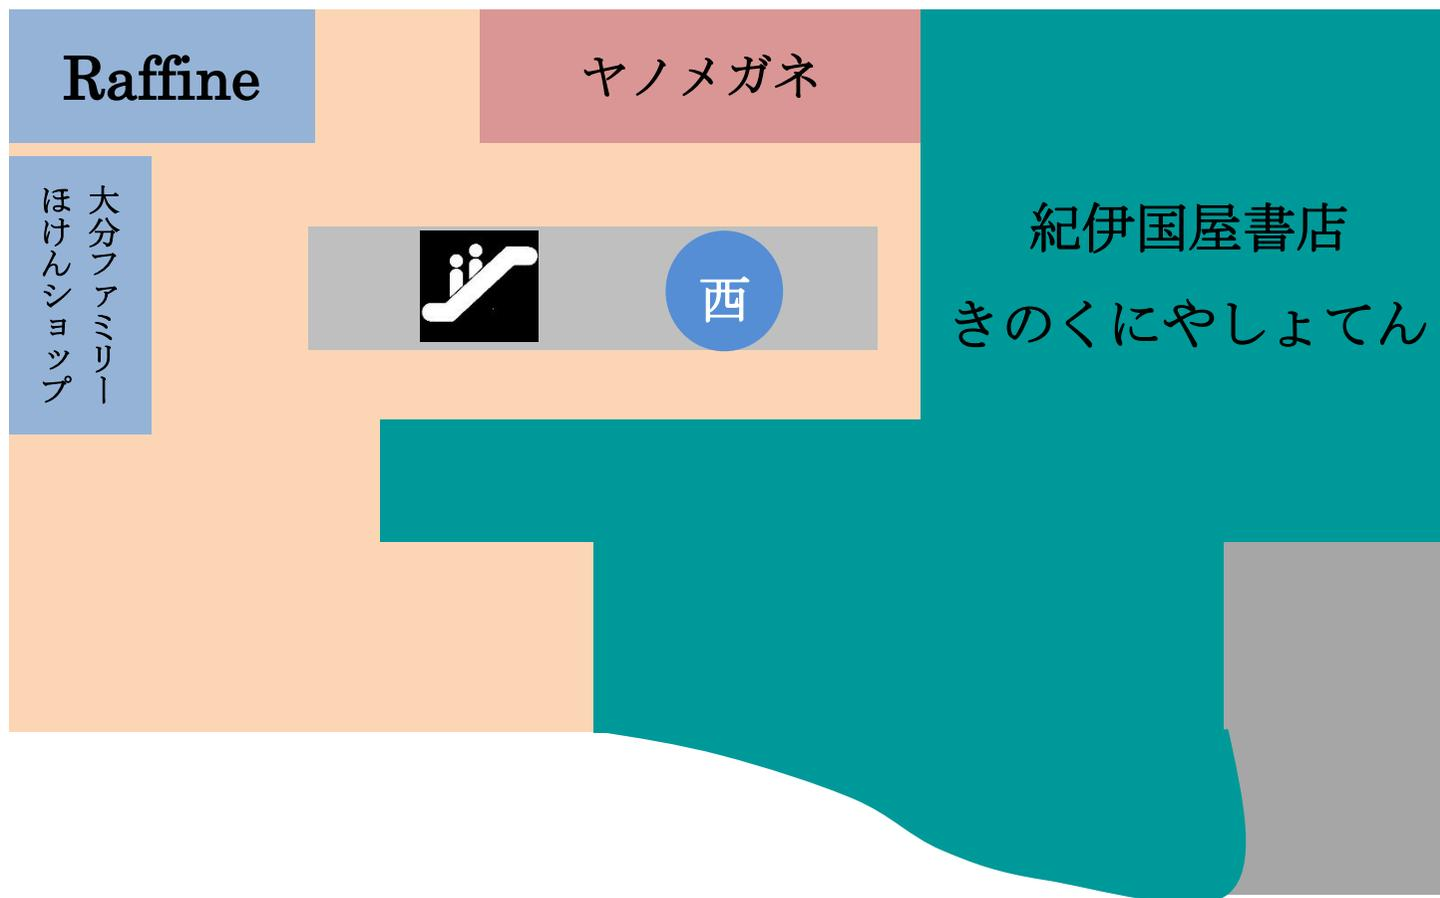 Raffine
ヤノメガネ
大分ファミリー
ほけんショップ
西
紀伊国屋書店
きのくにやしょてん